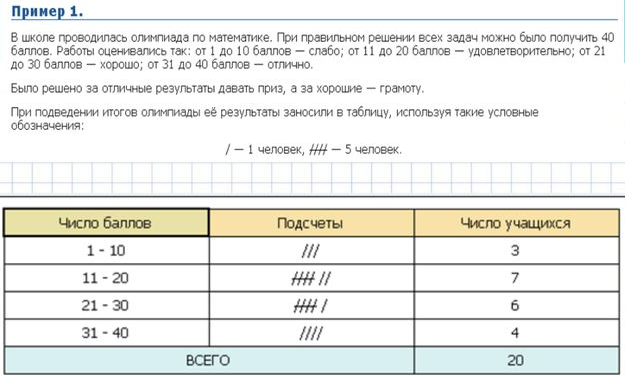 Пример 1.
В школе проводилась олимпиада по математике. При правильном решении всех задач можно было получить 40
баллов. Работы оценивались так: от 1 до 10 баллов — слабо; от 11 до 20 баллов — удовлетворительно; от 21
до 30 баллов — хорошо; от 31 до 40 баллов — отлично.
Было решено за отличные результаты давать приз, а за хорошие — грамоту.
При подведении итогов олимпиады её результаты заносили в таблицу, используя такие условные
обозначения:
/ — 1 человек, //// — 5 человек.
Число баллов Подсчеты Число учащихся
1 - 10 /// 3
11 - 20 //// // 7
21 - 30 //// / 6
31 - 40 //// 4
ВСЕГО 20